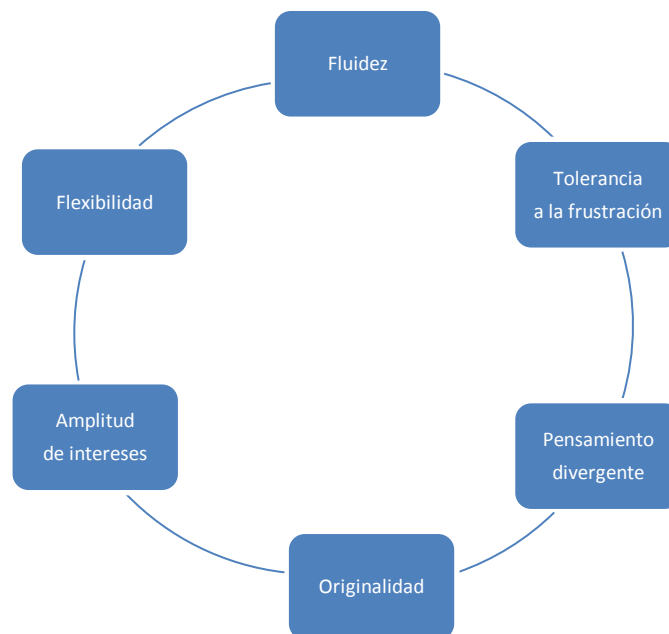 Fluidez
Tolerancia
a la frustración
Pensamiento
divergente
Originalidad
Amplitud
de intereses
Flexibilidad